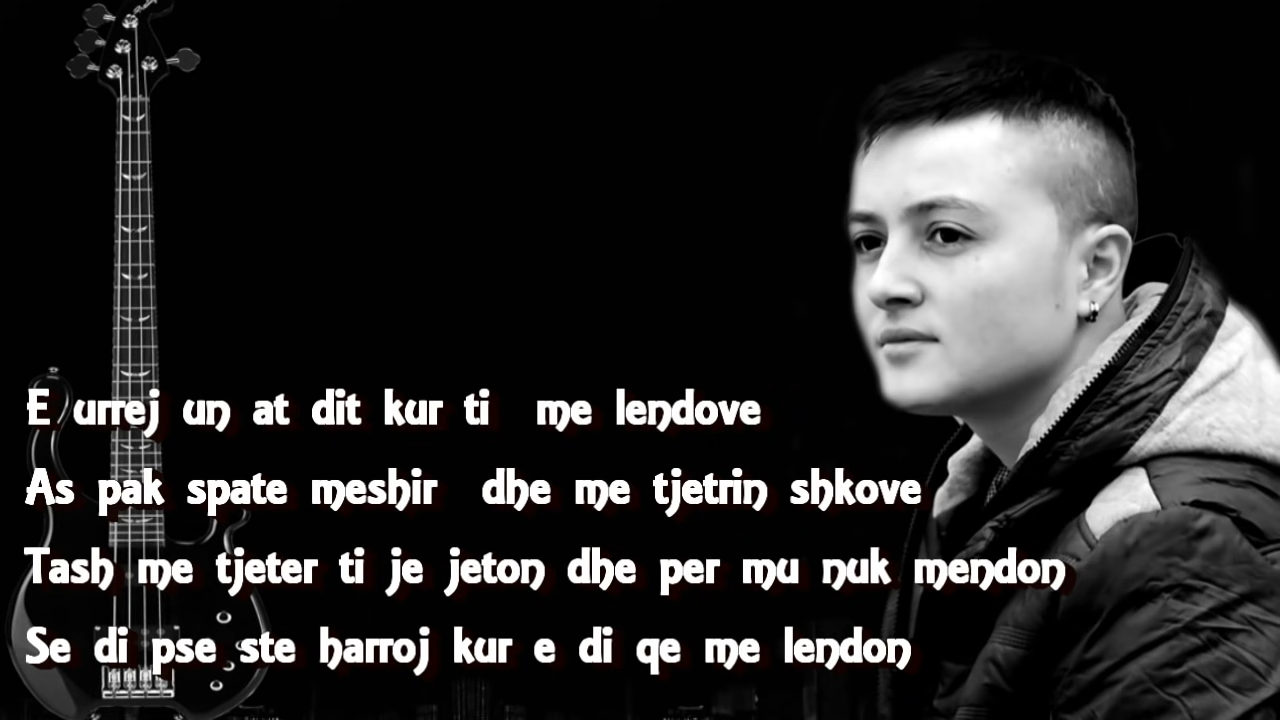 E urrej un at dit kur ti me lendove
As pak spate meshir dhe me tjetrin shkove
Tash me tjeter ti je jeton dhe per mu nuk mendon
Se di pse ste harroj kur e di qe me lendon